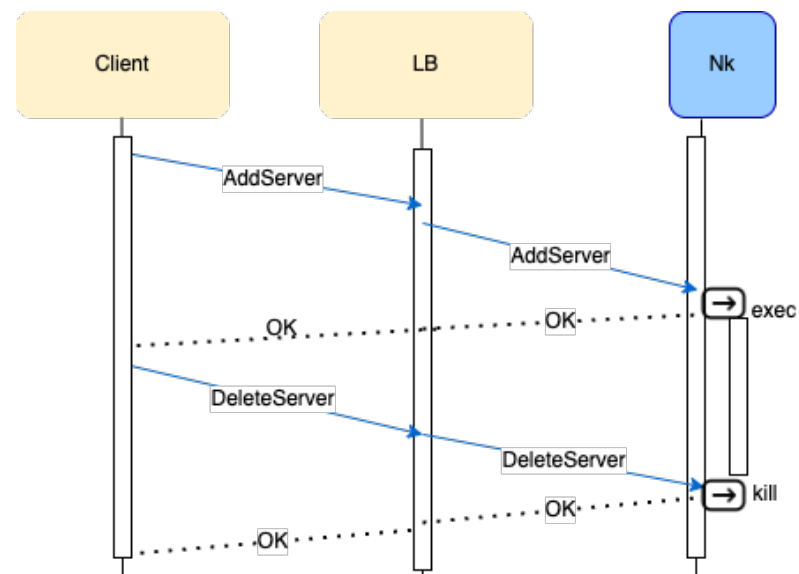 Client
LB
Nk
AddServer
AddServer
exec
OK
OK
DeleteServer
DeleteServer
kill
OK
OK